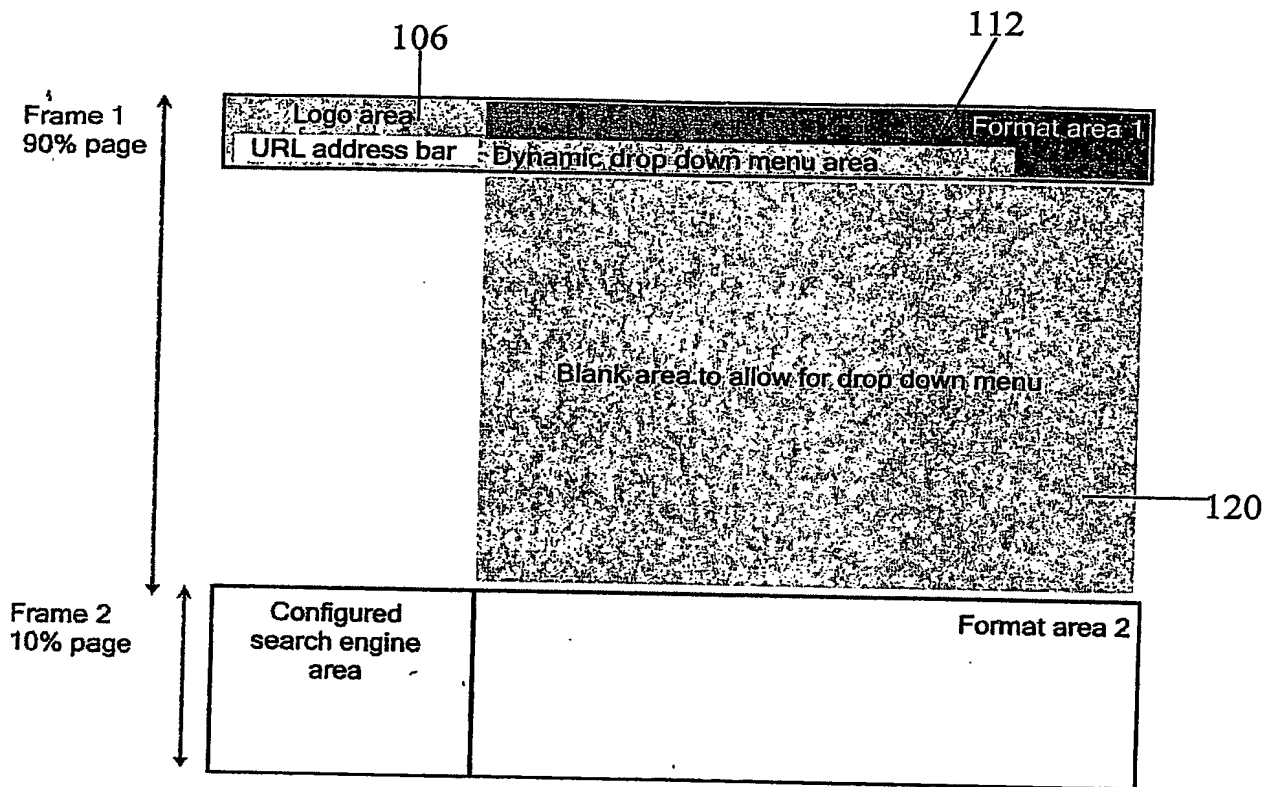 106
112
Frame 1
90% page
Logo area
Format area 1
URL address bar
Dynamic drop down menu area
Blank area to allow for drop down menu
120
Frame 2
10% page
Configured
search engine
area
Format area 2